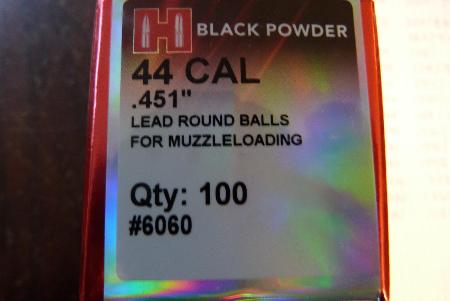 H BLACK POWDER
44 CAL
.451"
LEAD ROUND BALLS
FOR MUZZLELOADING
Qty: 100
#6060